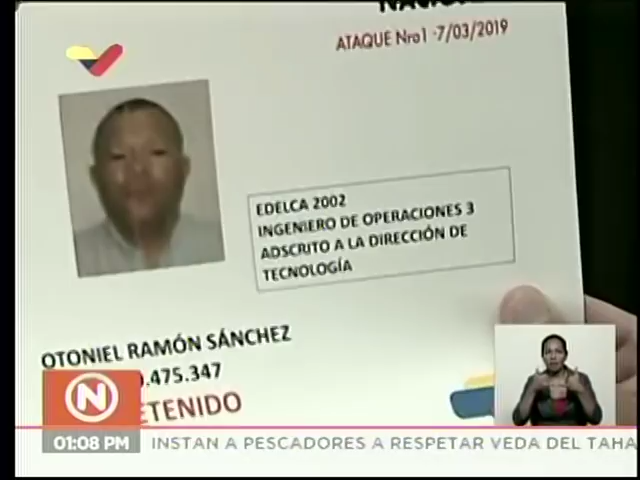 ATAQUE Nro1 -7/03/2019
EDELCA 2002
INGENIERO DE OPERACIONES 3
ADSCRITO A LA DIRECCIÓN DE
TECNOLOGÍA
OTONIEL RAMÓN SÁNCHEZ
.475.347
ETENIDO
N
01:08 PM INSTAN A PESCADORES A RESPETAR VEDA DEL TAHA